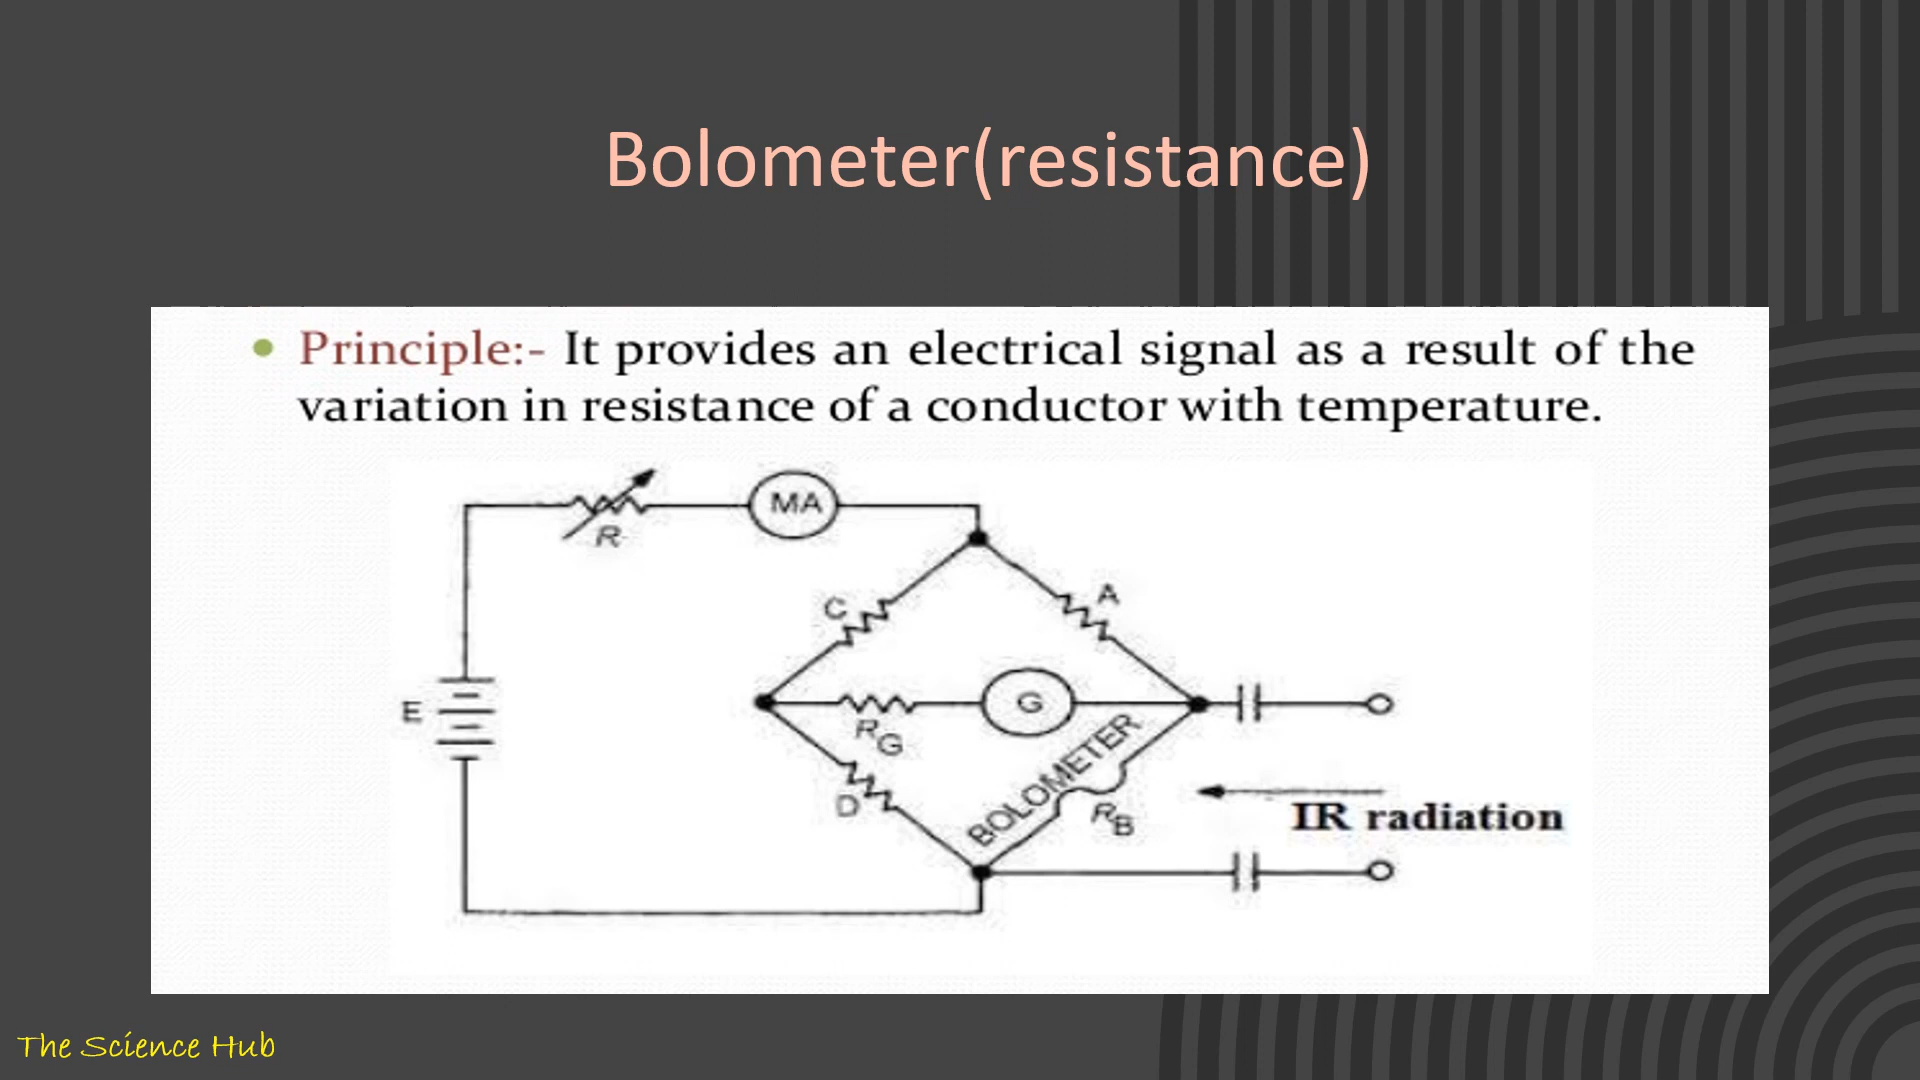 Bolometer(resistance)
• Principle:- It provides an electrical signal as a result of the
variation in resistance of a conductor with temperature.
R
MA
C
A
E
RG
G
D
BOLOMETER
RB
IR radiation
The Science Hub